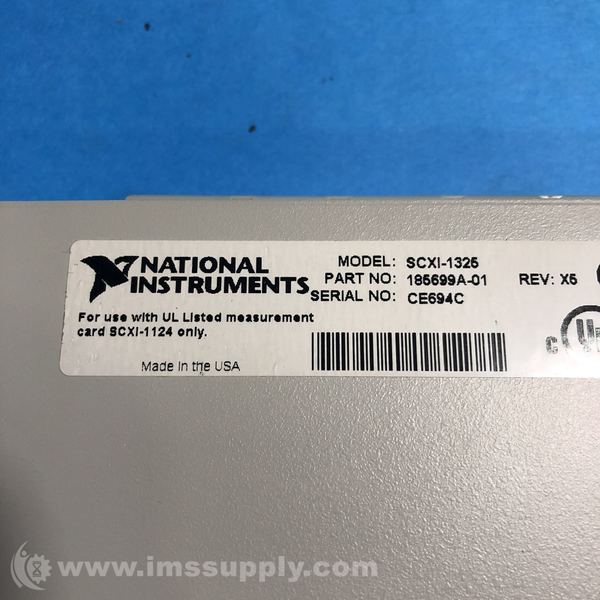 NATIONAL
INSTRUMENTS
MODEL: SCXI-1325
PART NO: 185699A-01 REV: X5
SERIAL NO: CE694C
For use with UL Listed measurement
card SCXI-1124 only.
Made in the USA
C UL
www.imssupply.com